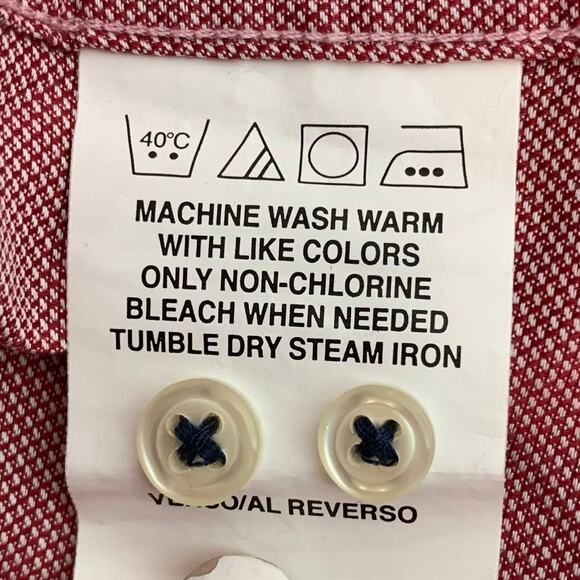 40°C
MACHINE WASH WARM
WITH LIKE COLORS
ONLY NON-CHLORINE
BLEACH WHEN NEEDED
TUMBLE DRY STEAM IRON
/AL REVERSO